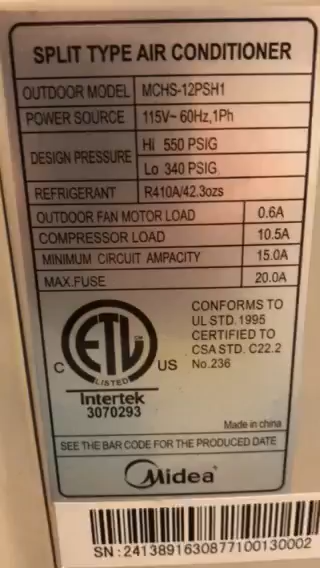 SPLIT TYPE AIR CONDITIONER
OUTDOOR MODEL MCHS-12PSH1
POWER SOURCE 115V~ 60Hz,1Ph
DESIGN PRESSURE Hi 550 PSIG
Lo 340 PSIG
REFRIGERANT R410A/42.3ozs
OUTDOOR FAN MOTOR LOAD 0.6A
COMPRESSOR LOAD 10.5A
MINIMUM CIRCUIT AMPACITY 15.0A
MAX.FUSE 20.0A
CONFORMS TO
UL STD. 1995
CERTIFIED TO
CSA STD. C22.2
No.236
ETL
LISTED
C US
Intertek
3070293
Made in china
SEE THE BAR CODE FOR THE PRODUCED DATE
Midea
SN : 2413891630877100130002